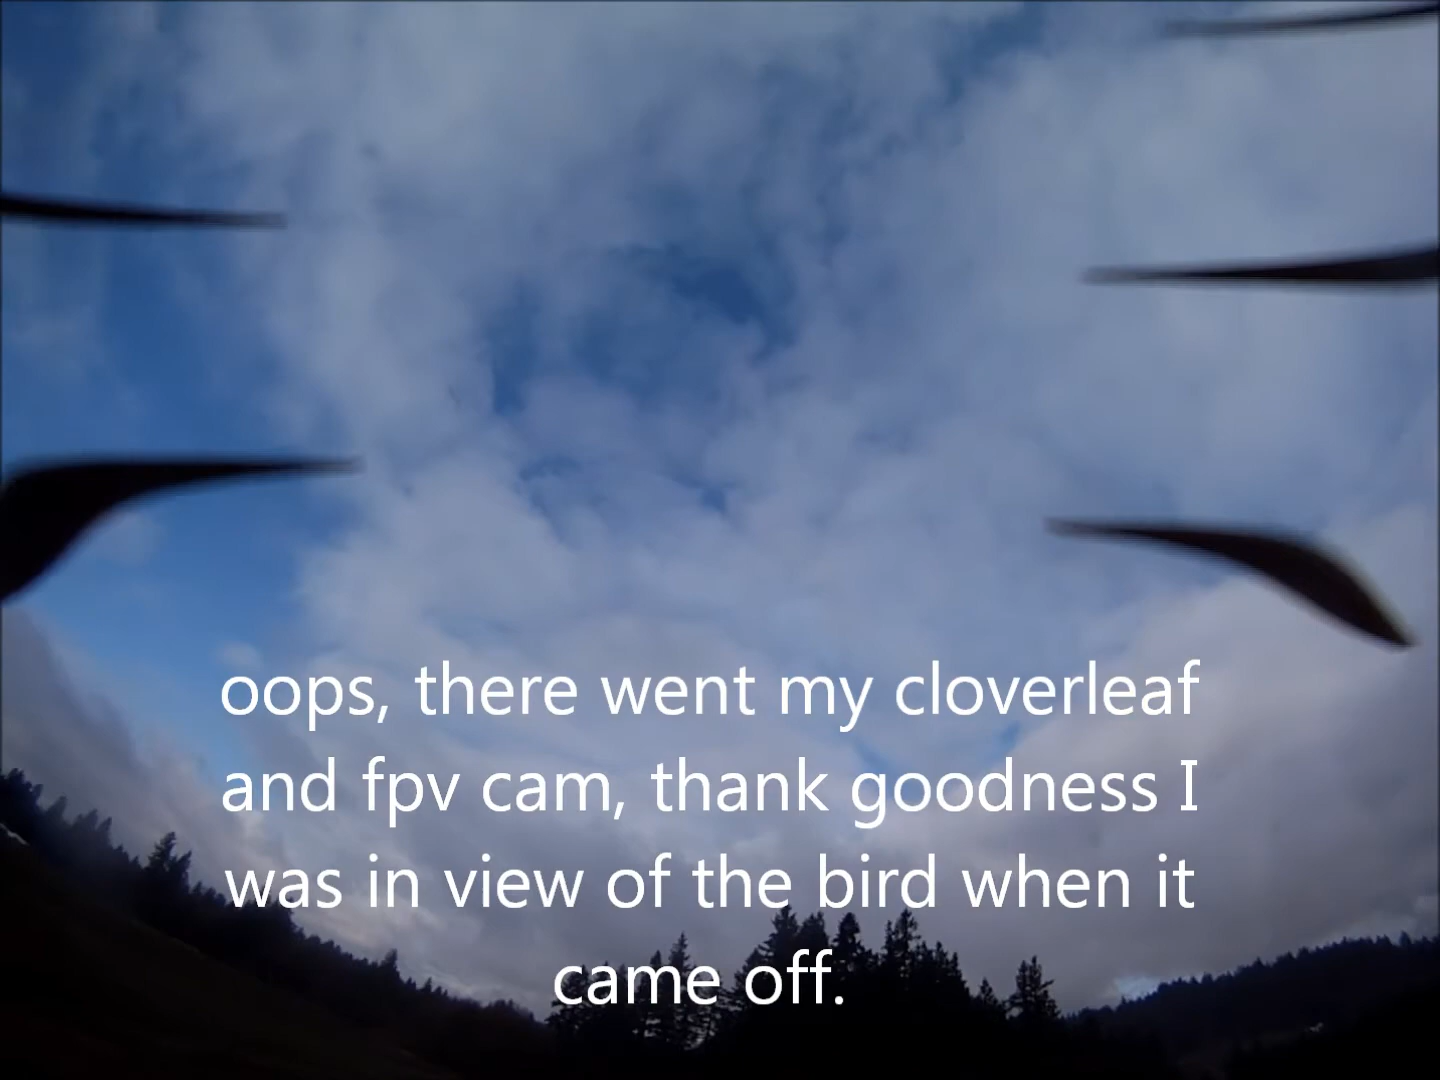 oops, there went my cloverleaf
and fpv cam, thank goodness I
was in view of the bird when it
came off.